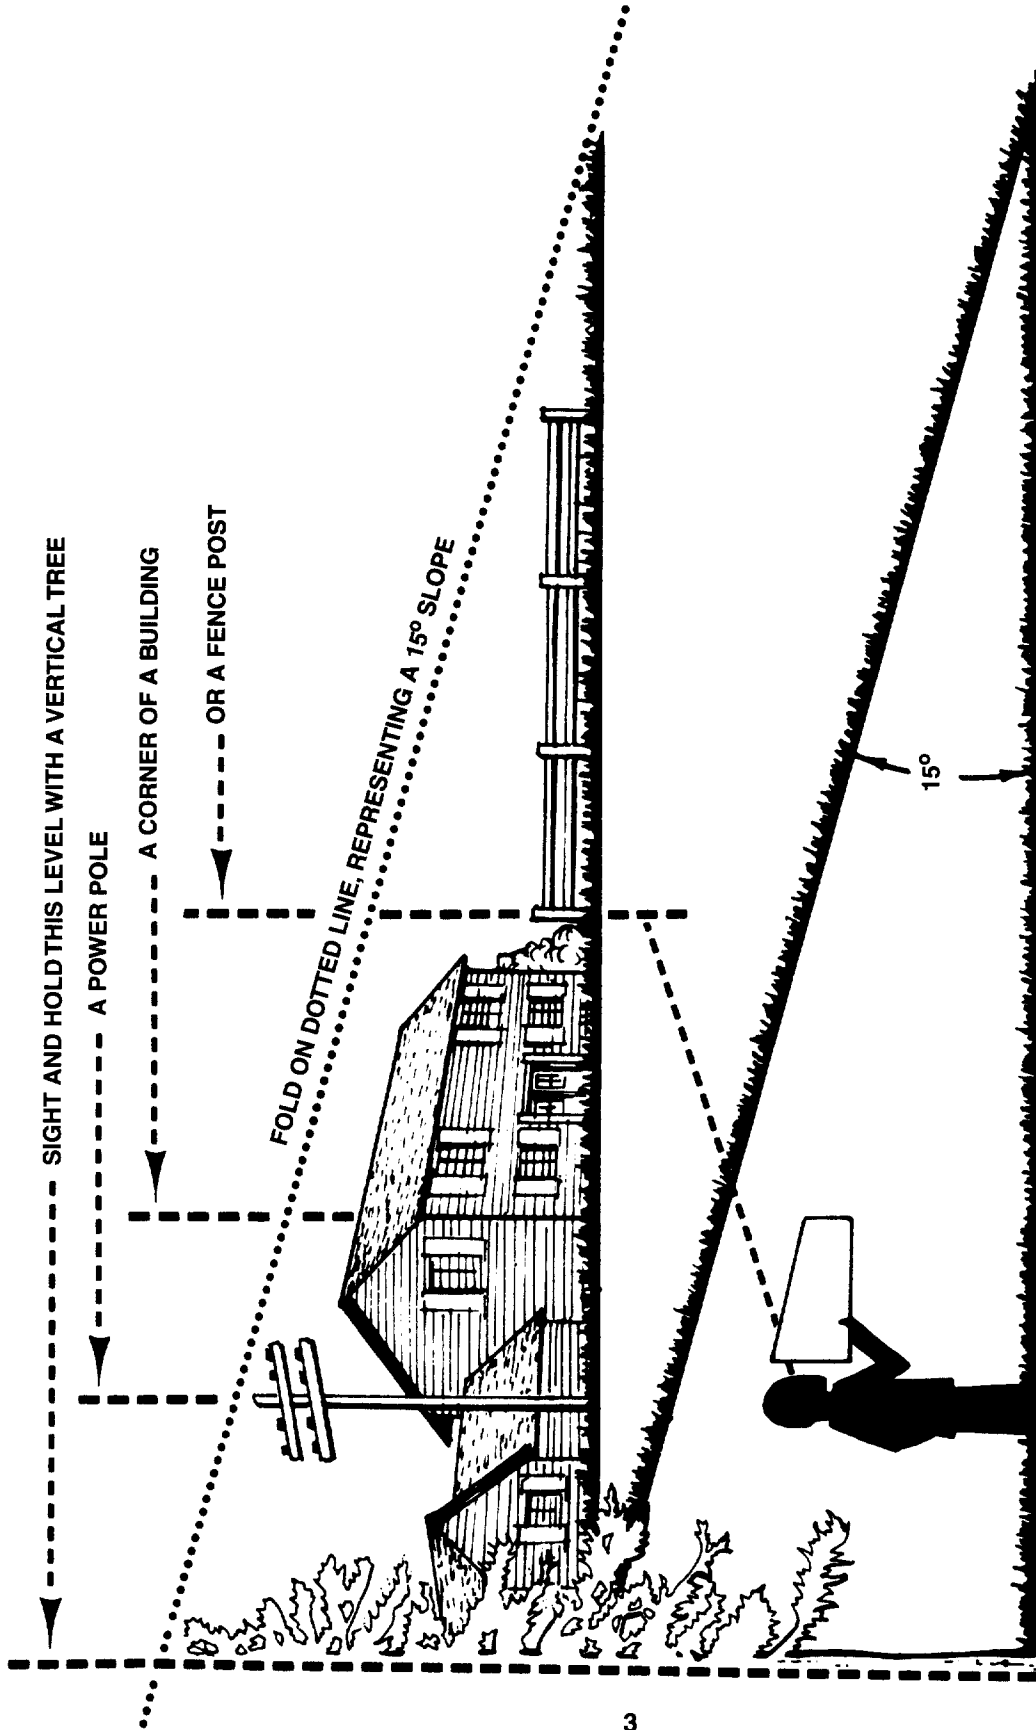 SIGHT AND HOLD THIS LEVEL WITH A VERTICAL TREE
A POWER POLE
A CORNER OF A BUILDING
OR A FENCE POST
FOLD ON DOTTED LINE, REPRESENTING A 15° SLOPE
15°
3